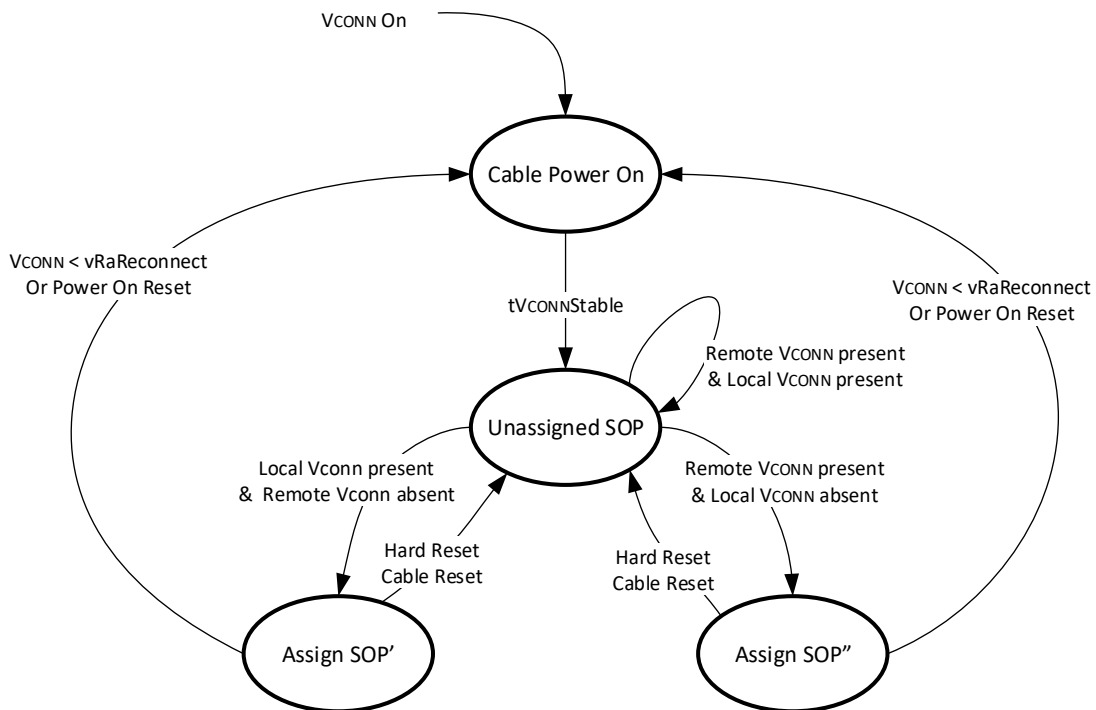 VCONN On
Cable Power On
VCONN < vRaReconnect
Or Power On Reset
VCONN < vRaReconnect
Or Power On Reset
tVCONNStable
Remote VCONN present
& Local VCONN present
Unassigned SOP
Local Vconn present
& Remote Vconn absent
Remote VCONN present
& Local VCONN absent
Hard Reset
Cable Reset
Hard Reset
Cable Reset
Assign SOP’
Assign SOP”